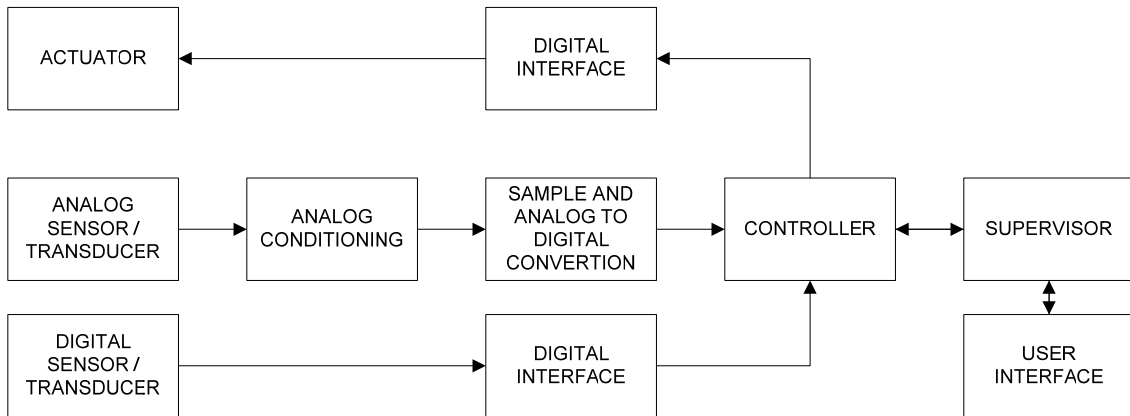 ACTUATOR
DIGITAL
INTERFACE
ANALOG
SENSOR /
TRANSDUCER
ANALOG
CONDITIONING
SAMPLE AND
ANALOG TO
DIGITAL
CONVERTION
CONTROLLER
SUPERVISOR
DIGITAL
SENSOR /
TRANSDUCER
DIGITAL
INTERFACE
USER
INTERFACE